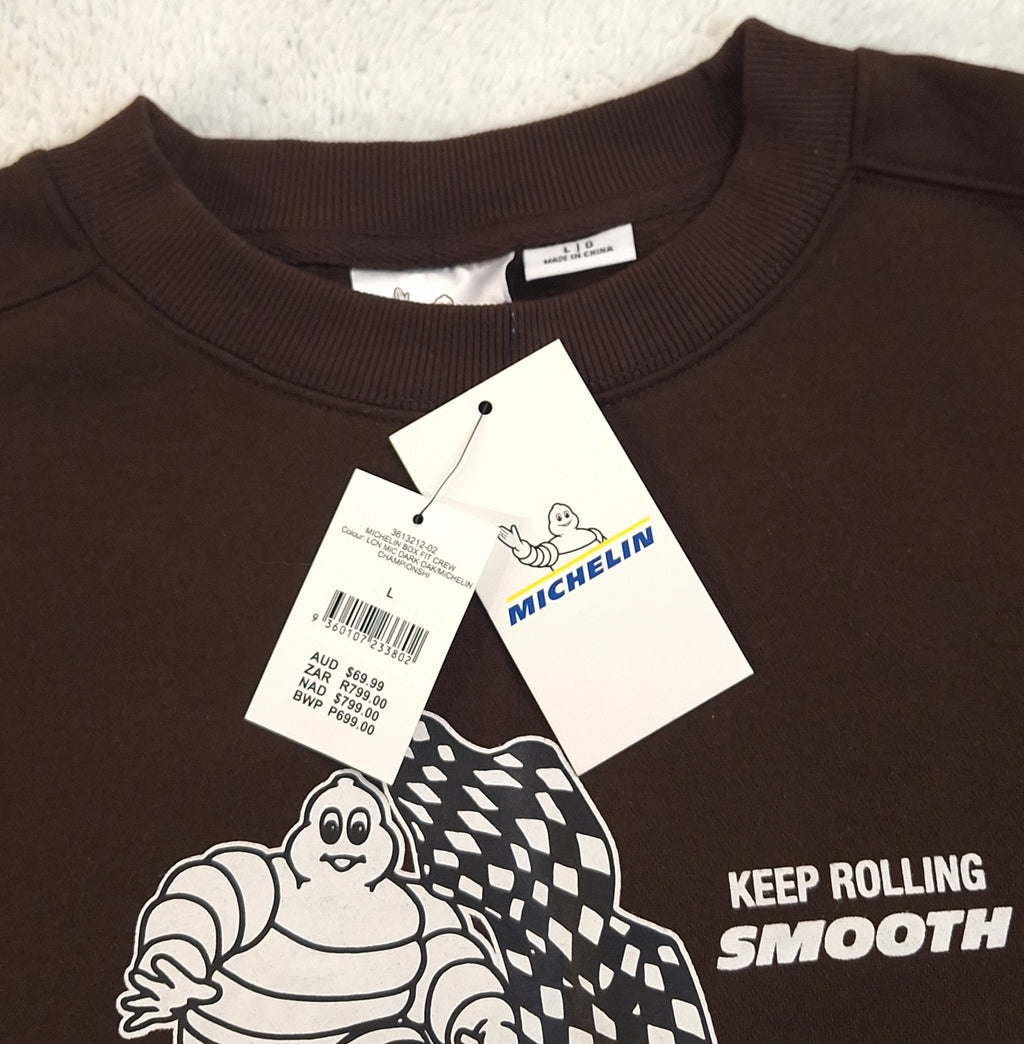 L | G
MADE IN CHINA
3613212-02
MICHELIN BOX FIT CREW
Colour: LCN MIC DARK OAK/MICHELIN
CHAMPIONSHI
L
9 360107 233802
AUD $69.99
ZAR R799.00
NAD $799.00
BWP P699.00
MICHELIN
KEEP ROLLING
SMOOTH